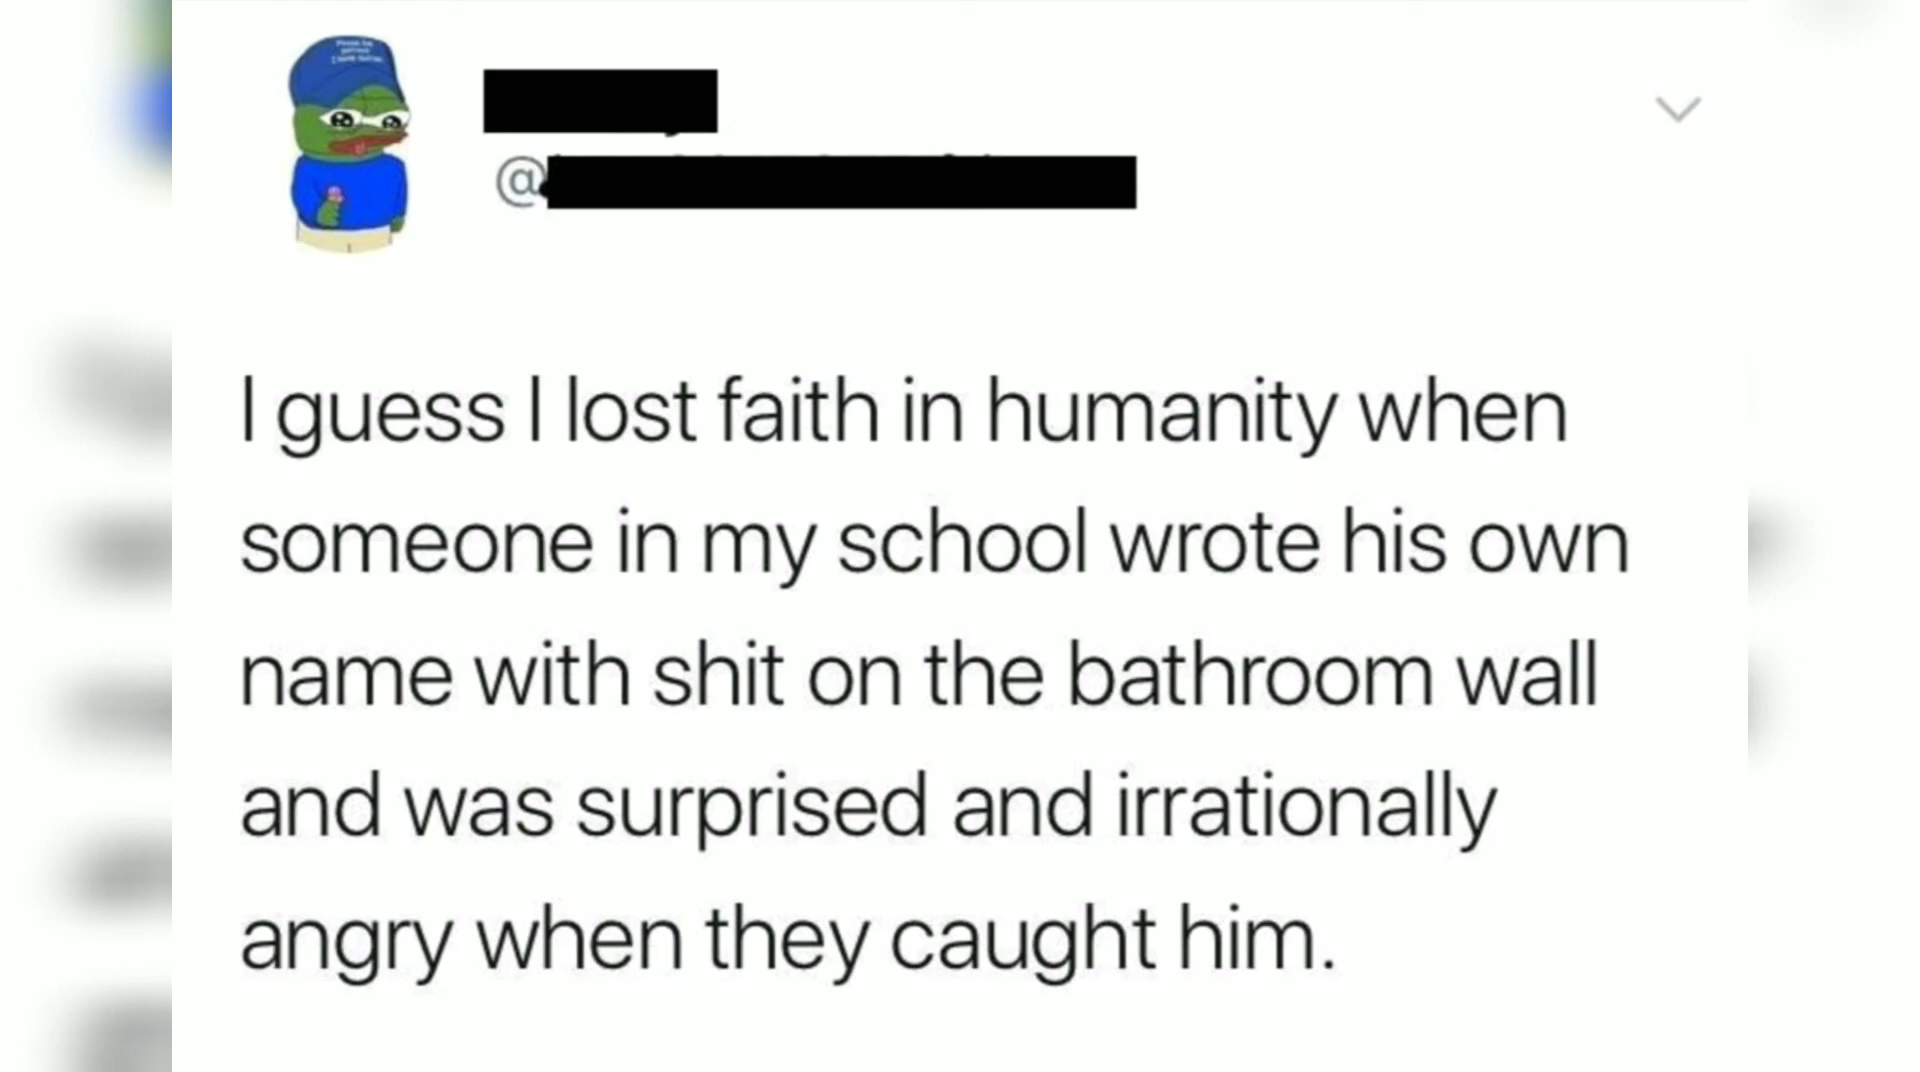 @
I guess I lost faith in humanity when
someone in my school wrote his own
name with shit on the bathroom wall
and was surprised and irrationally
angry when they caught him.